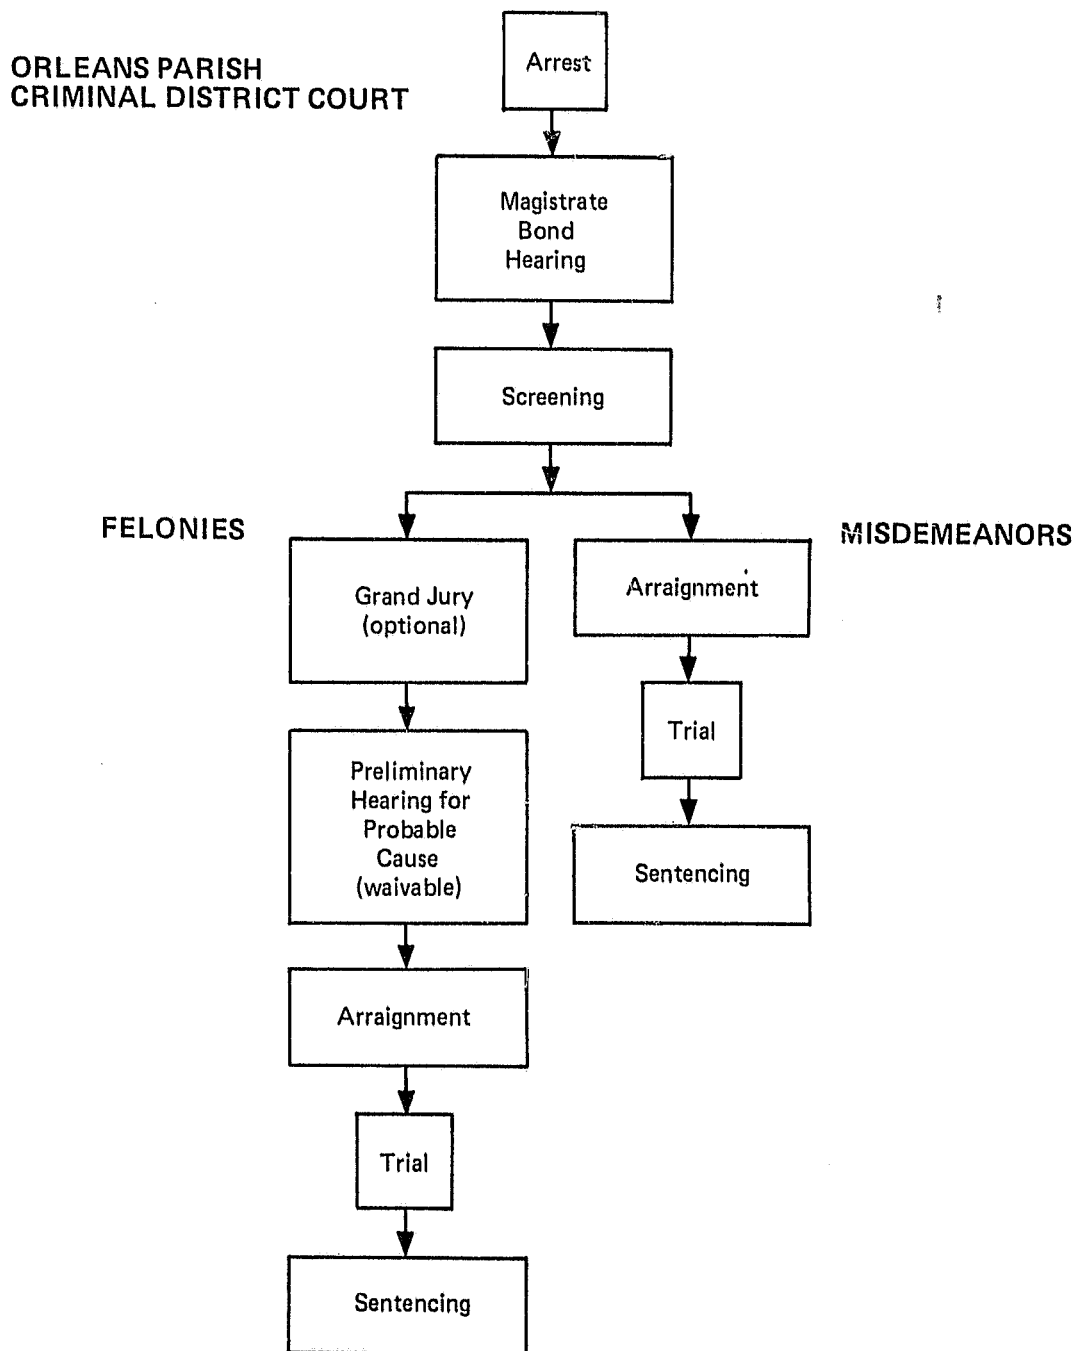 ORLEANS PARISH
CRIMINAL DISTRICT COURT
Arrest
Magistrate
Bond
Hearing
Screening
FELONIES
MISDEMEANORS
Grand Jury
(optional)
Preliminary
Hearing for
Probable
Cause
(waivable)
Arraignment
Trial
Sentencing
Arraignment
Trial
Sentencing